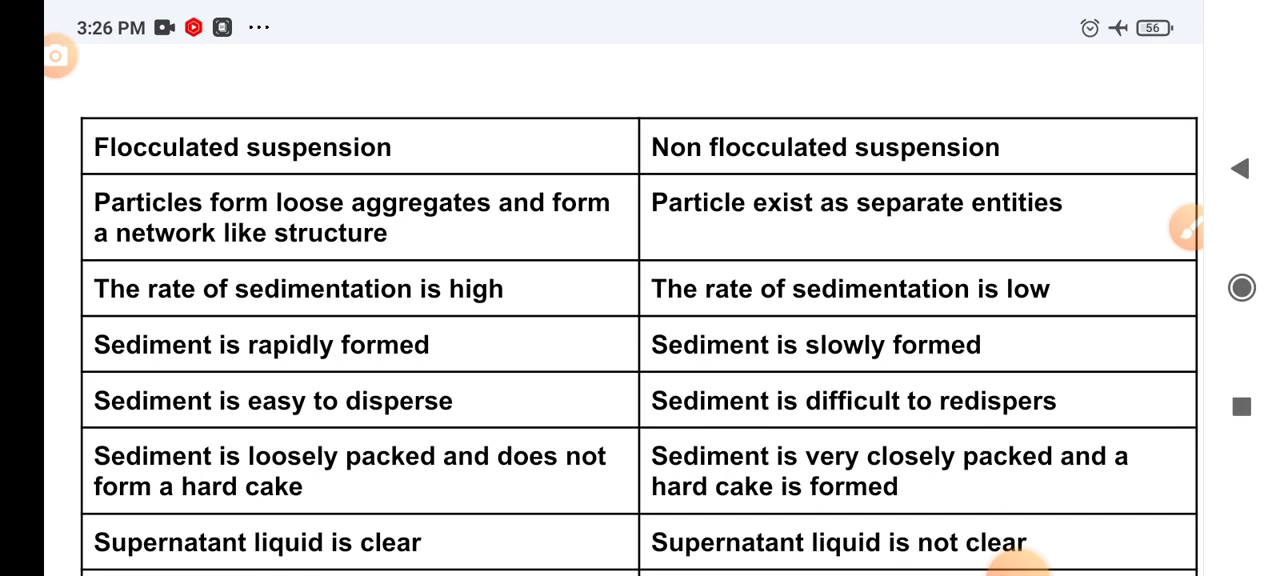 3:26 PM
56
Flocculated suspension
Non flocculated suspension
Particles form loose aggregates and form
a network like structure
Particle exist as separate entities
The rate of sedimentation is high
The rate of sedimentation is low
Sediment is rapidly formed
Sediment is slowly formed
Sediment is easy to disperse
Sediment is difficult to redispers
Sediment is loosely packed and does not
form a hard cake
Sediment is very closely packed and a
hard cake is formed
Supernatant liquid is clear
Supernatant liquid is not clear